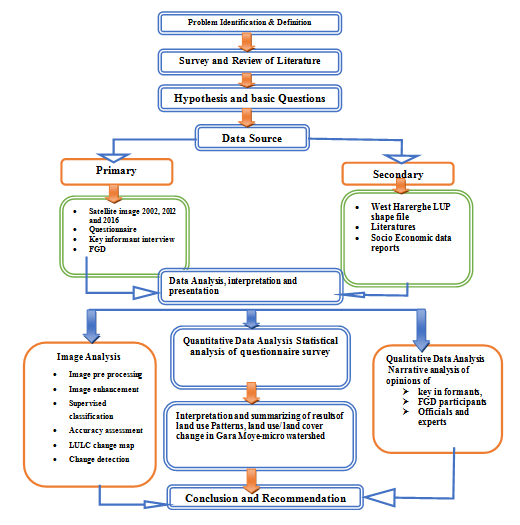 Problem Identification & Definition
Survey and Review of Literature
Hypothesis and basic Questions
Data Source
Primary
Secondary
• Satellite image 2002, 2012
and 2016
• Questionnaire
• Key informant interview
• FGD
• West Harerghe LUP
shape file
• Literatures
• Socio Economic data
reports
Data Analysis, interpretation and
presentation
Image Analysis
• Image pre processing
• Image enhancement
• Supervised
classification
• Accuracy assessment
• LULC change map
• Change detection
Quantitative Data Analysis Statistical
analysis of questionnaire survey
Interpretation and summarizing of results of
land use Patterns, land use/ land cover
change in Gara Moye-micro watershed
Qualitative Data Analysis
Narrative analysis of
opinions of
➢ key in formants,
➢ FGD participants
➢ Officials and
experts
Conclusion and Recommendation